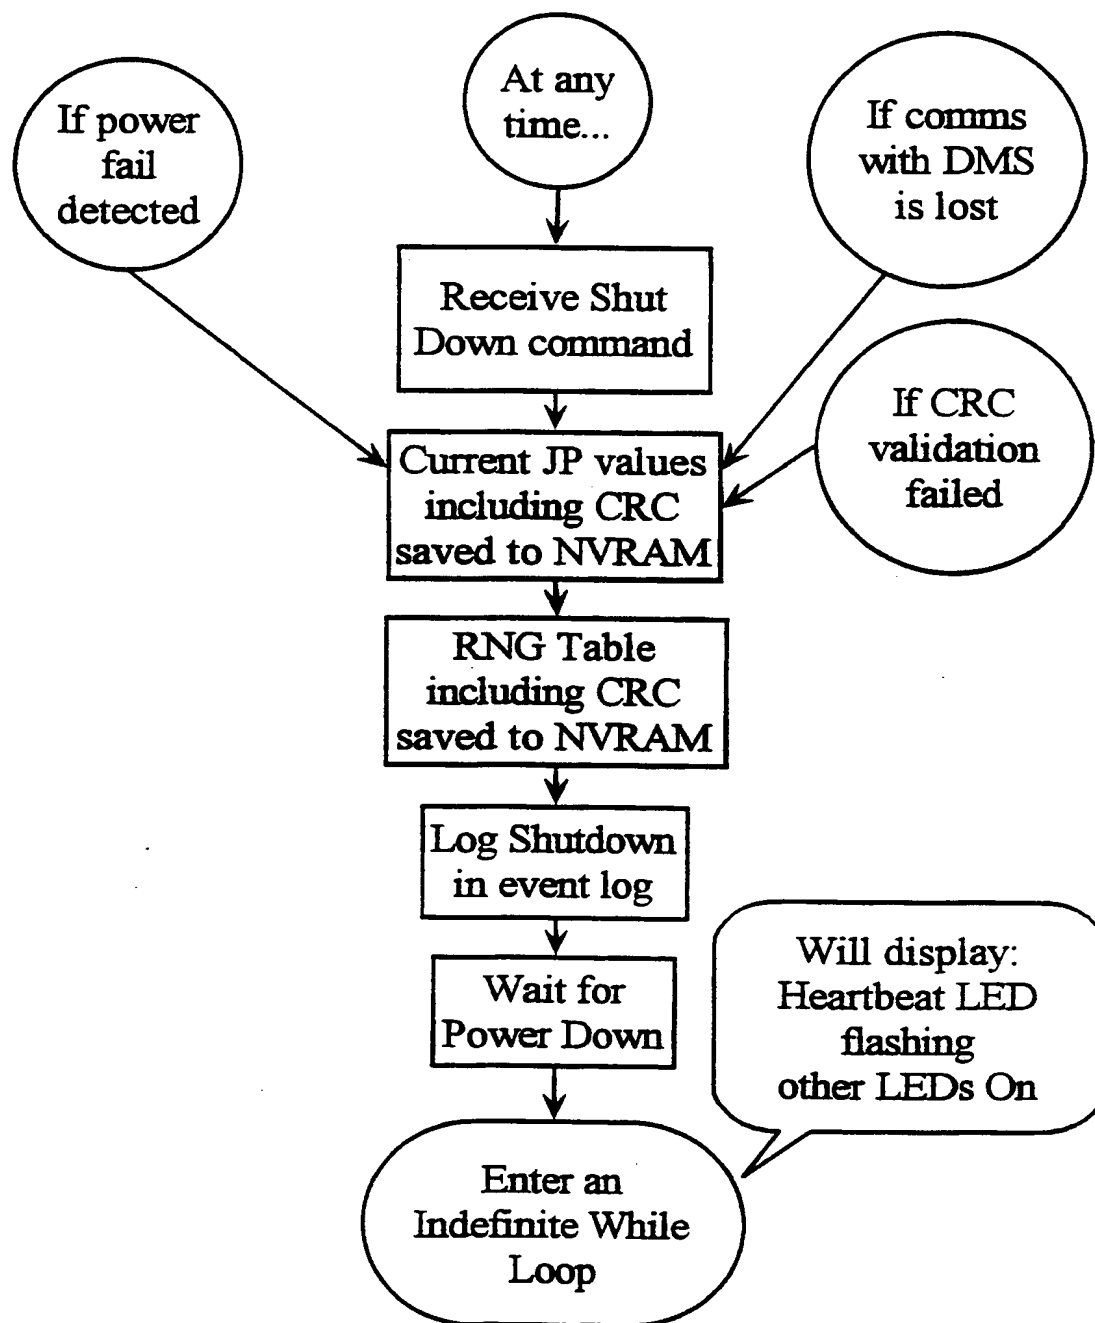 If power
fail
detected
At any
time...
If comms
with DMS
is lost
Receive Shut
Down command
If CRC
validation
failed
Current JP values
including CRC
saved to NVRAM
RNG Table
including CRC
saved to NVRAM
Log Shutdown
in event log
Wait for
Power Down
Will display:
Heartbeat LED
flashing
other LEDs On
Enter an
Indefinite While
Loop